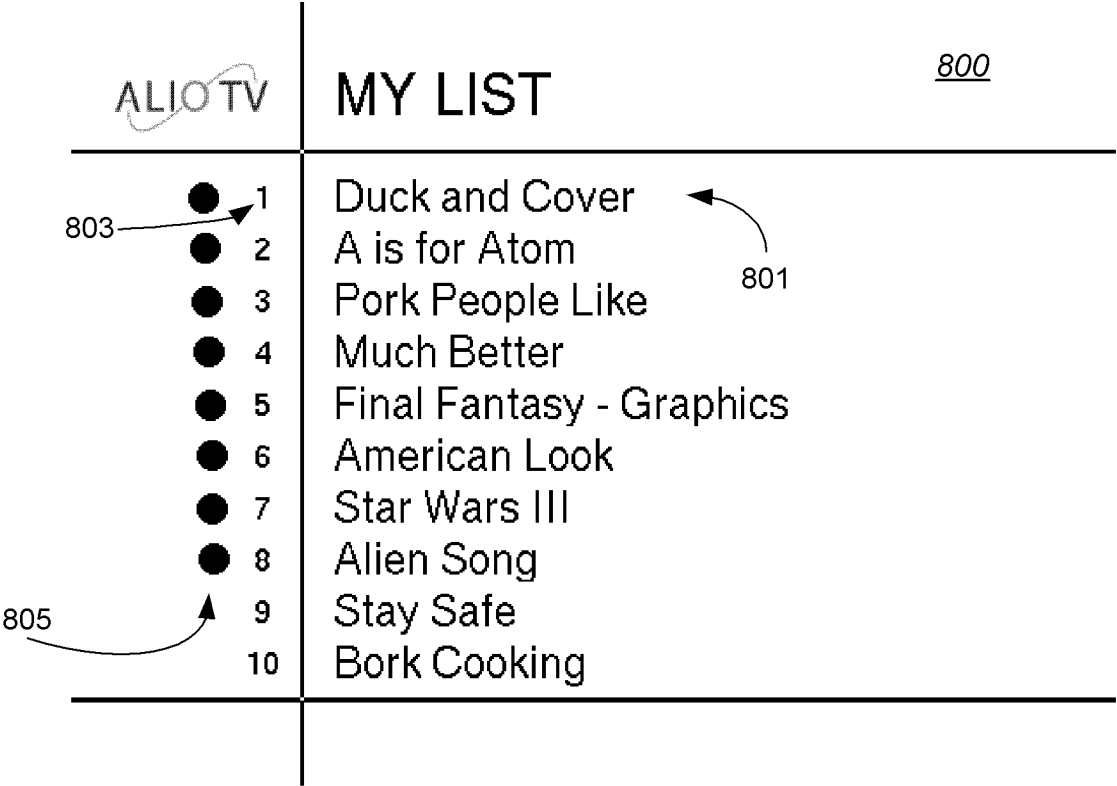 ALIO TV
MY LIST
800
1 Duck and Cover
803
801
2 A is for Atom
3 Pork People Like
4 Much Better
5 Final Fantasy - Graphics
6 American Look
7 Star Wars III
8 Alien Song
805
9 Stay Safe
10 Bork Cooking